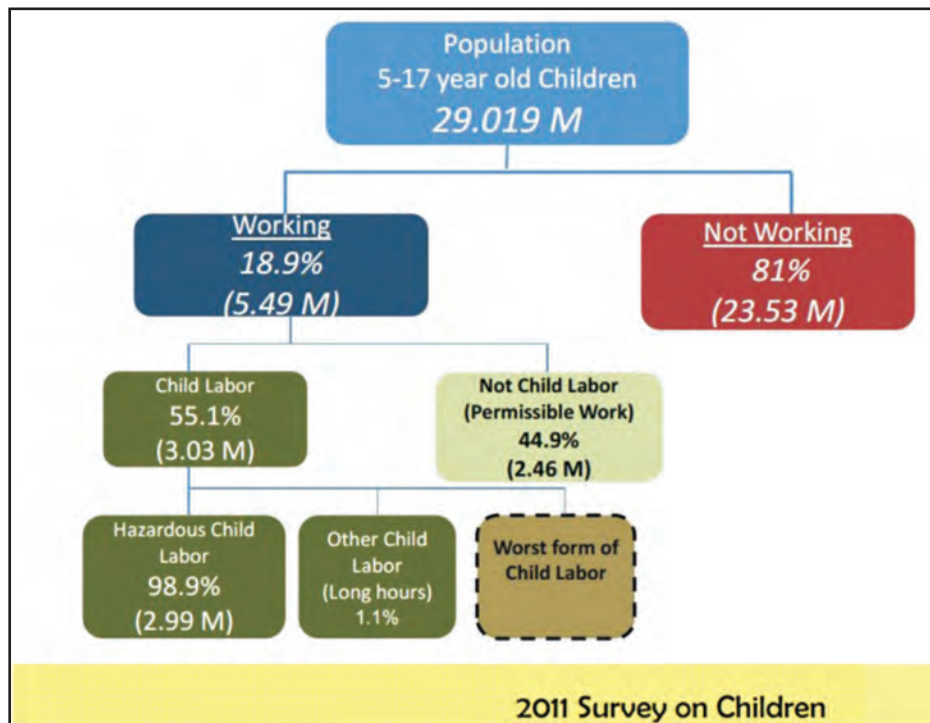 Population
5-17 year old Children
29.019 M
Working
18.9%
(5.49 M)
Not Working
81%
(23.53 M)
Child Labor
55.1%
(3.03 M)
Not Child Labor
(Permissible Work)
44.9%
(2.46 M)
Hazardous Child
Labor
98.9%
(2.99 M)
Other Child
Labor
(Long hours)
1.1%
Worst form of
Child Labor
2011 Survey on Children